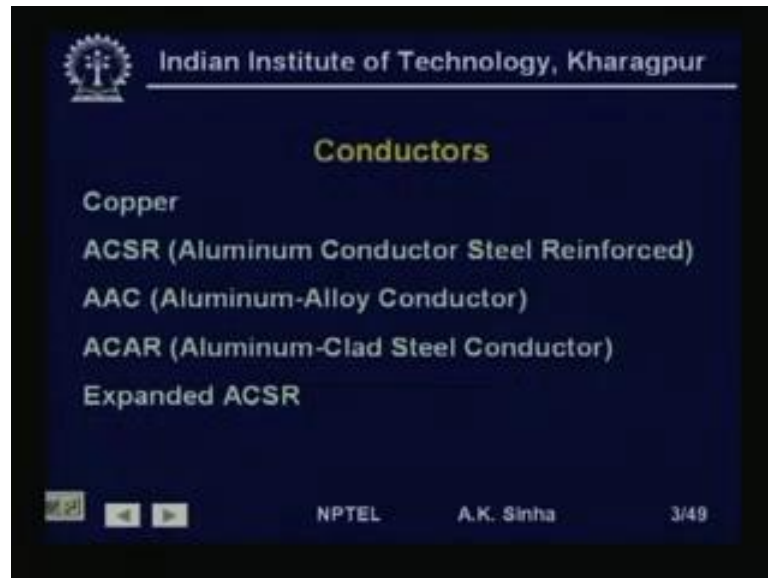 Indian Institute of Technology, Kharagpur
Conductors
Copper
ACSR (Aluminum Conductor Steel Reinforced)
AAC (Aluminum-Alloy Conductor)
ACAR (Aluminum-Clad Steel Conductor)
Expanded ACSR
NPTEL A.K. Sinha 3/49